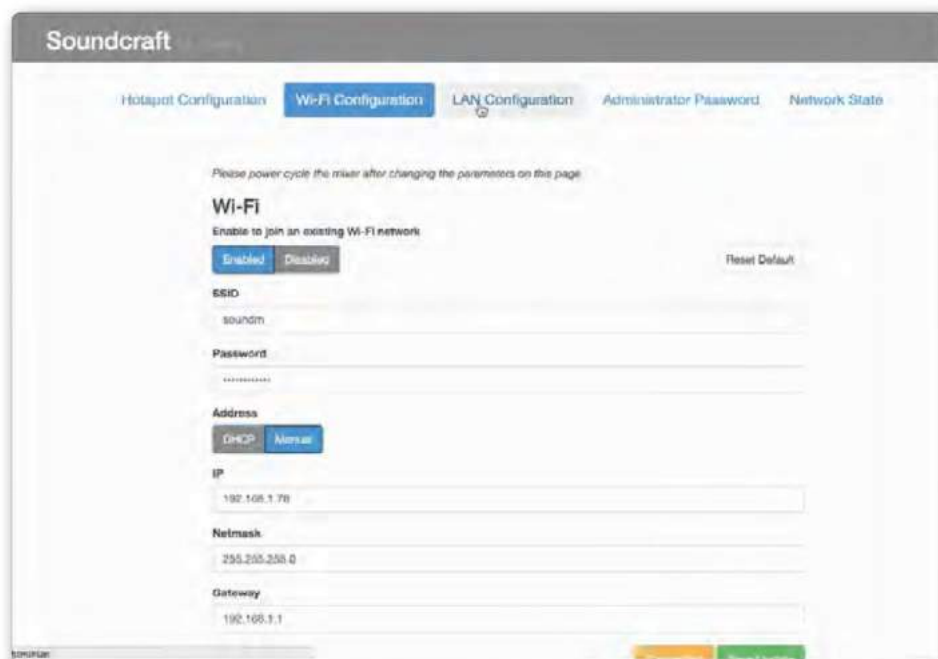 Soundcraft
Hotspot Configuration Wi-Fi Configuration LAN Configuration Administrator Password Network State
Please power cycle the mixer after changing the parameters on this page.
Wi-Fi
Enable to join an existing Wi-Fi network
Enabled Disabled Reset Default
SSID
soundm
Password
Address
DHCP Manual
IP
192.168.1.78
Netmask
255.255.255.0
Gateway
192.168.1.1